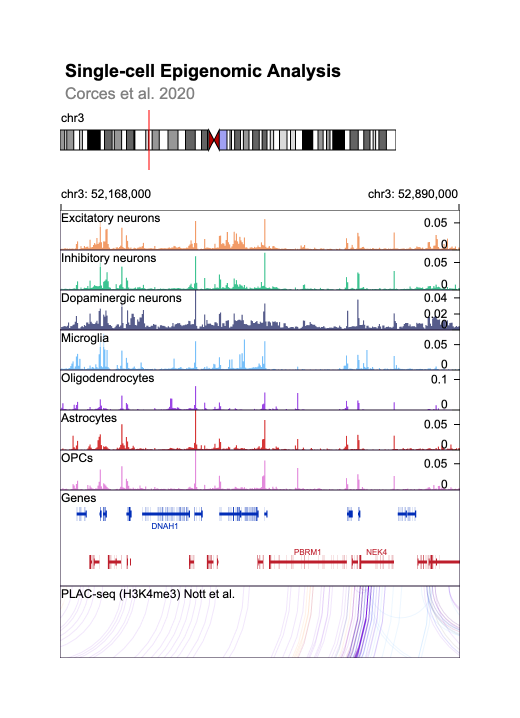 Single-cell Epigenomic Analysis
Corces et al. 2020
chr3
chr3: 52,168,000 chr3: 52,890,000
Excitatory neurons 0.05
0
Inhibitory neurons 0.05
0
Dopaminergic neurons 0.04
0.02
0
Microglia 0.05
0
Oligodendrocytes 0.1
0
Astrocytes 0.05
0
OPCs 0.05
0
Genes
DNAH1
PBRM1 NEK4
PLAC-seq (H3K4me3) Nott et al.